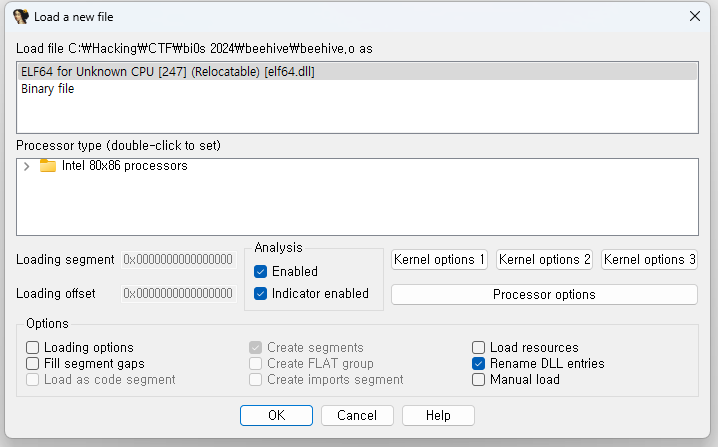 Load a new file
Load file C:₩Hacking₩CTF₩bi0s 2024₩beehive₩beehive.o as
ELF64 for Unknown CPU [247] (Relocatable) [elf64.dll]
Binary file
Processor type (double-click to set)
Intel 80x86 processors
Loading segment 0x0000000000000000
Loading offset 0x0000000000000000
Analysis
Enabled
Indicator enabled
Kernel options 1 Kernel options 2 Kernel options 3
Processor options
Options
Loading options Create segments Load resources
Fill segment gaps Create FLAT group Rename DLL entries
Load as code segment Create imports segment Manual load
OK Cancel Help